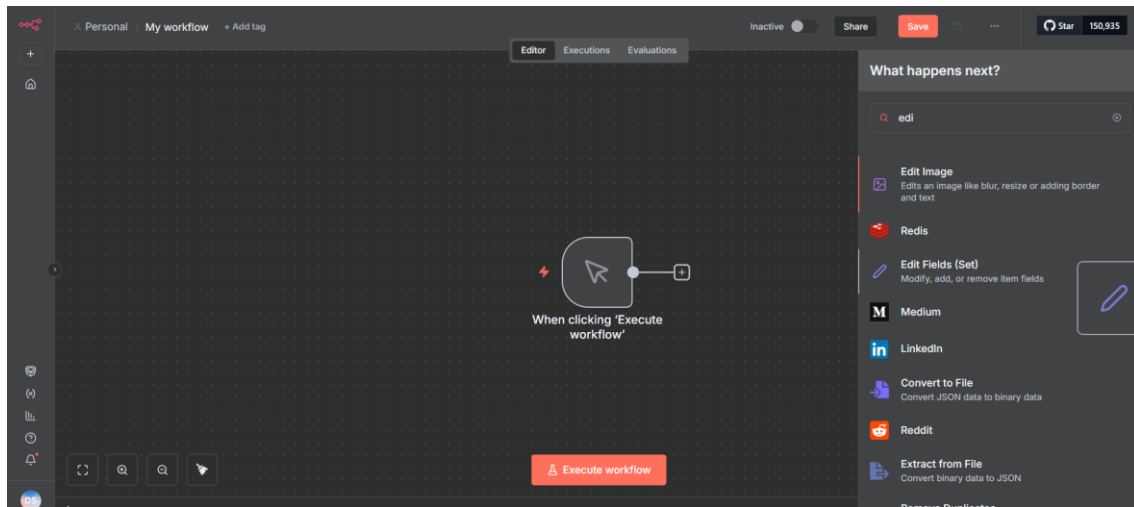 Personal / My workflow + Add tag
Inactive Share Save ... Star 150,935
Editor Executions Evaluations
What happens next?
edi
Edit Image
Edits an image like blur, resize or adding border
and text
Redis
Edit Fields (Set)
Modify, add, or remove item fields
Medium
LinkedIn
Convert to File
Convert JSON data to binary data
Reddit
Extract from File
Convert binary data to JSON
Remove Duplicates
When clicking ‘Execute
workflow’
Execute workflow
DS